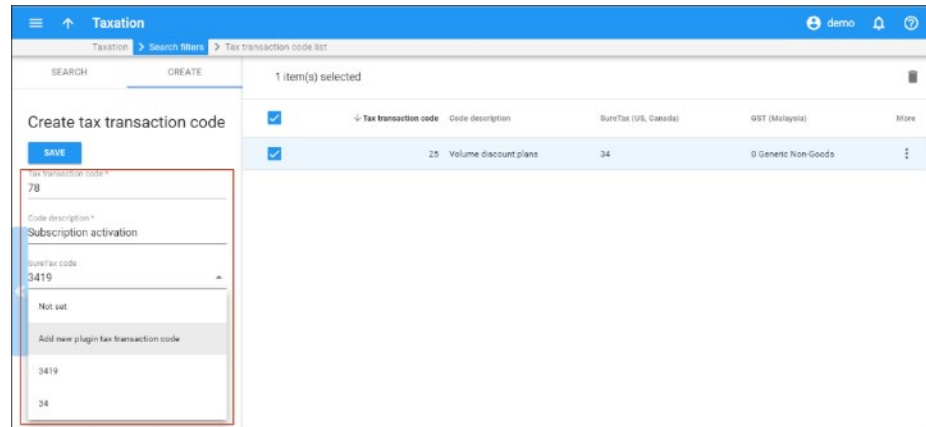 Taxation
demo
Taxation > Search filters > Tax transaction code list
SEARCH CREATE
1 item(s) selected
Create tax transaction code
SAVE
Tax transaction code Code description SureTax (US, Canada) GST (Malaysia) More
25 Volume discount plans 34 0 Generic Non-Goods
Tax transaction code *
78
Code description *
Subscription activation
SureTax code
3419
Not set
Add new plugin tax transaction code
3419
34